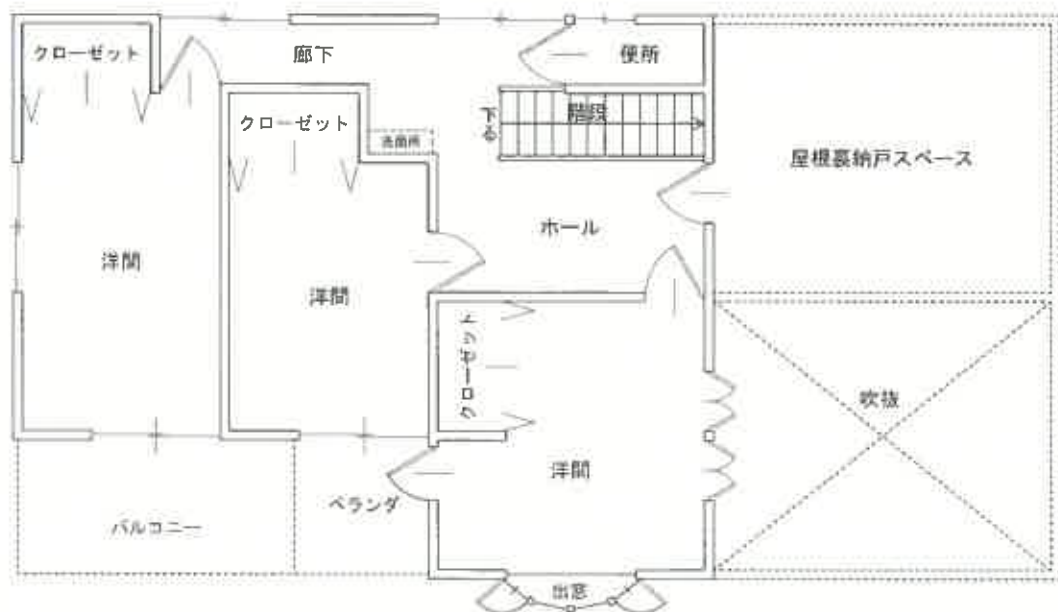 クローゼット
廊下
便所
クローゼット
洗面所
下る
階段
屋根裏納戸スペース
ホール
洋間
洋間
クローゼット
吹抜
洋間
ベランダ
バルコニー
出窓